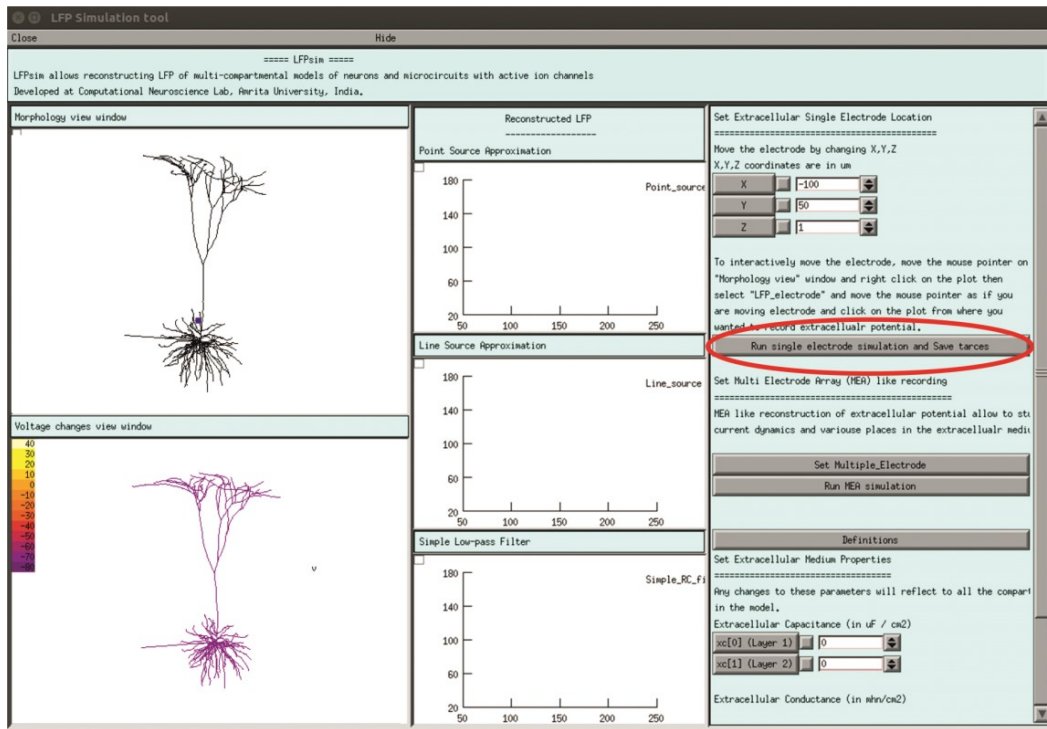 LFP Simulation tool
Close Hide
===== LFPsim =====
LFPsim allows reconstructing LFP of multi-compartmental models of neurons and microcircuits with active ion channels
Developed at Computational Neuroscience Lab, Amrita University, India.
Morphology view window
Voltage changes view window
40
30
20
10
0
-10
-20
-30
-40
-50
-60
-70
-80
v
Reconstructed LFP
------------------
Point Source Approximation
180
140
100
60
20
50 100 150 200 250
Point_source
Line Source Approximation
180
140
100
60
20
50 100 150 200 250
Line_source
Simple Low-pass Filter
180
140
100
60
20
50 100 150 200 250
Simple_RC_fi
Set Extracellular Single Electrode Location
============================================
Move the electrode by changing X,Y,Z
X,Y,Z coordinates are in um
X -100
Y 50
Z 1
To interactively move the electrode, move the mouse pointer on
"Morphology view" window and right click on the plot then
select "LFP_electrode" and move the mouse pointer as if you
are moving electrode and click on the plot from where you
wanted to record extracellualr potential.
Run single electrode simulation and Save tarces
Set Multi Electrode Array (MEA) like recording
===============================================
MEA like reconstruction of extracellular potential allow to stu
current dynamics and variouse places in the extracellualr mediu
Set Multiple_Electrode
Run MEA simulation
Definitions
Set Extracellular Medium Properties
===================================
Any changes to these parameters will reflect to all the compart
in the model.
Extracellular Capacitance (in uF / cm2)
xc[0] (Layer 1) 0
xc[1] (Layer 2) 0
Extracellular Conductance (in mhn/cm2)